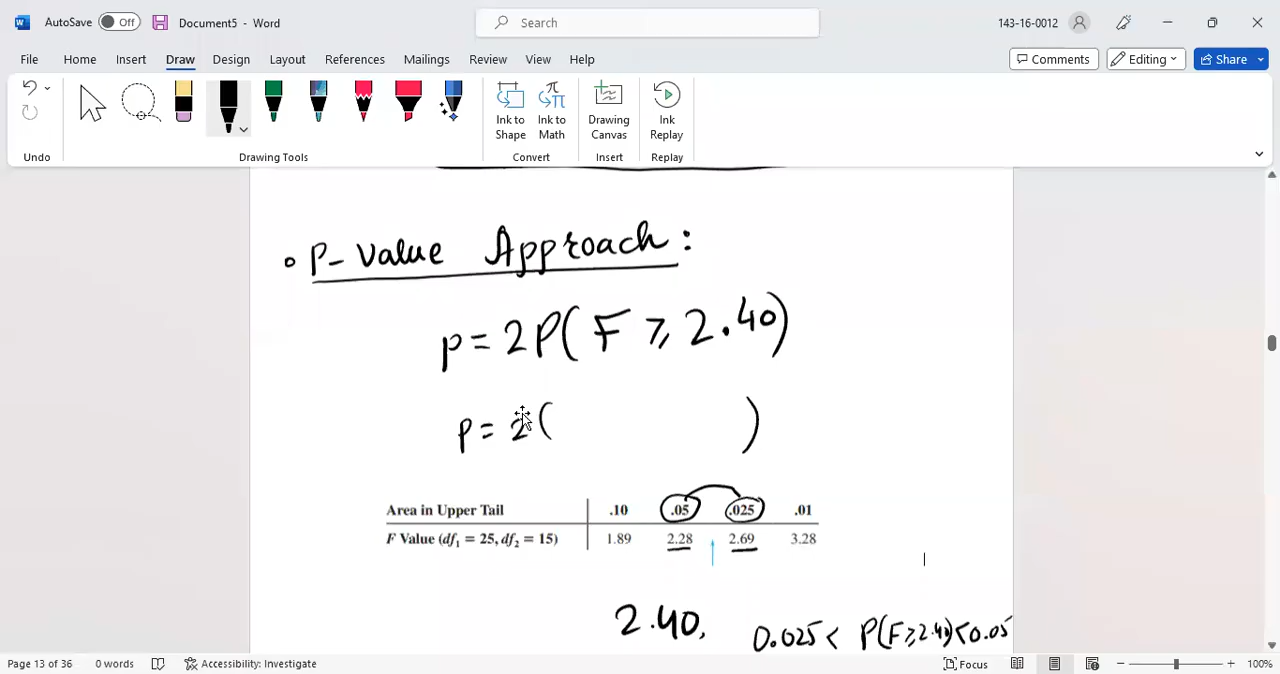 AutoSave Off Document5 - Word Search 143-16-0012
File Home Insert Draw Design Layout References Mailings Review View Help Comments Editing Share
Ink to Shape Ink to Math Drawing Canvas Ink Replay
Undo Drawing Tools Convert Insert Replay
• P-Value Approach:
p = 2P( F ⩾ 2.40)
p = 2( )
Area in Upper Tail .10 .05 .025 .01
F Value (df₁ = 25, df₂ = 15) 1.89 2.28 2.69 3.28
2.40, 0.025 < P(F⩾2.40) < 0.05
Page 13 of 36 0 words Accessibility: Investigate Focus 100%